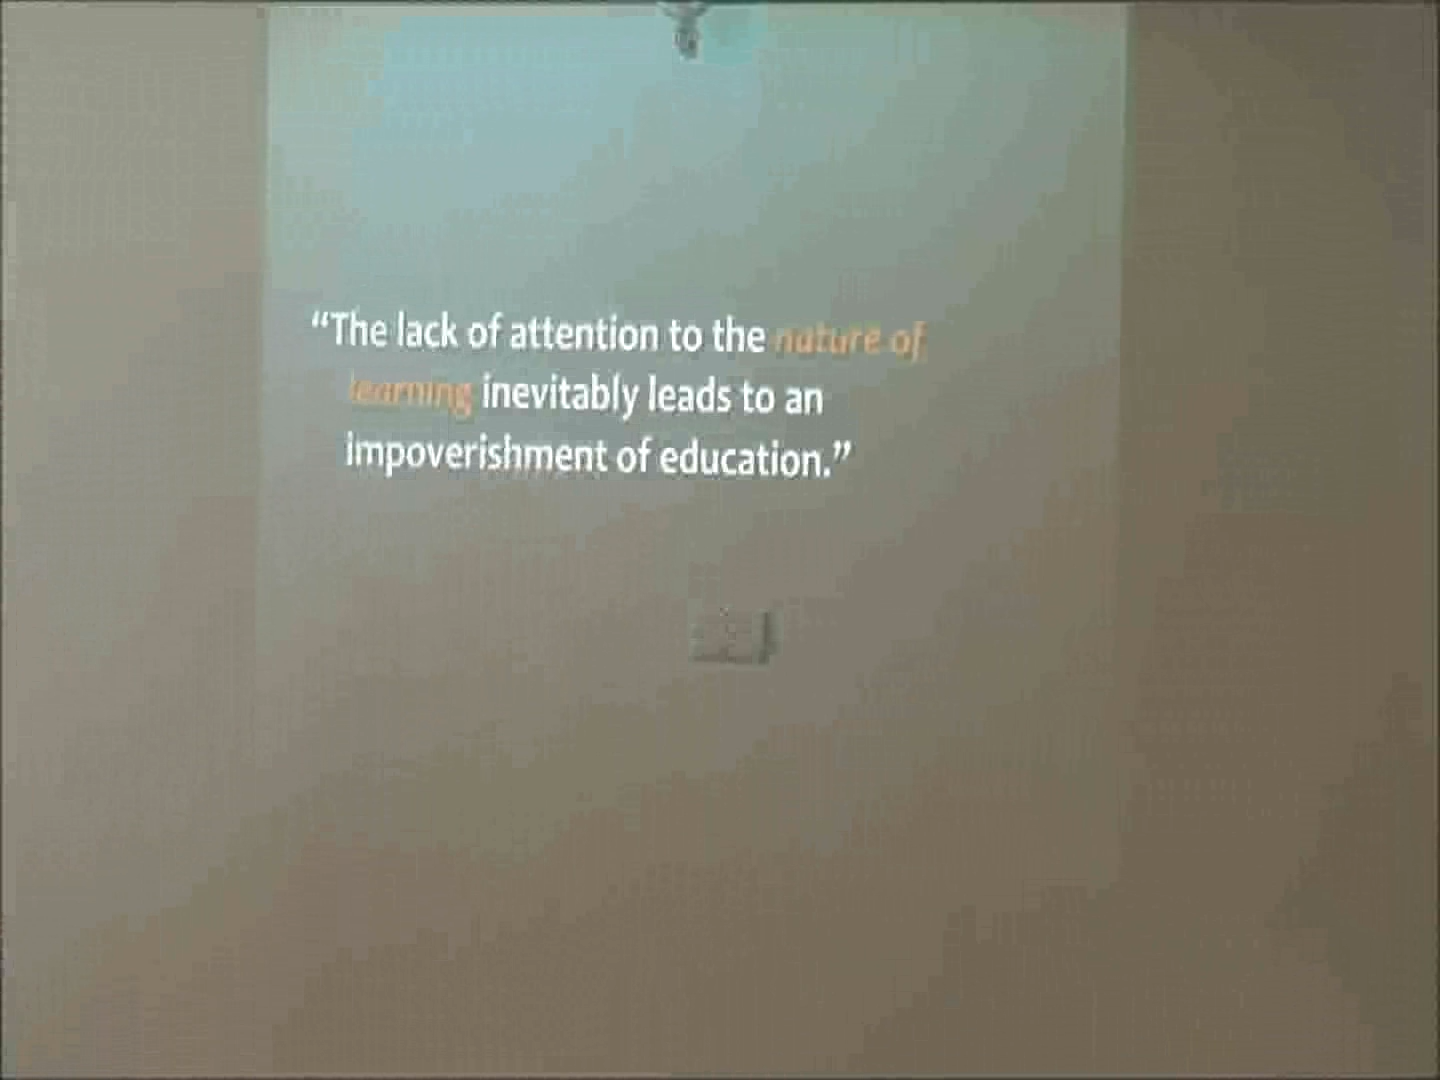 “The lack of attention to the nature of
learning inevitably leads to an
impoverishment of education.”